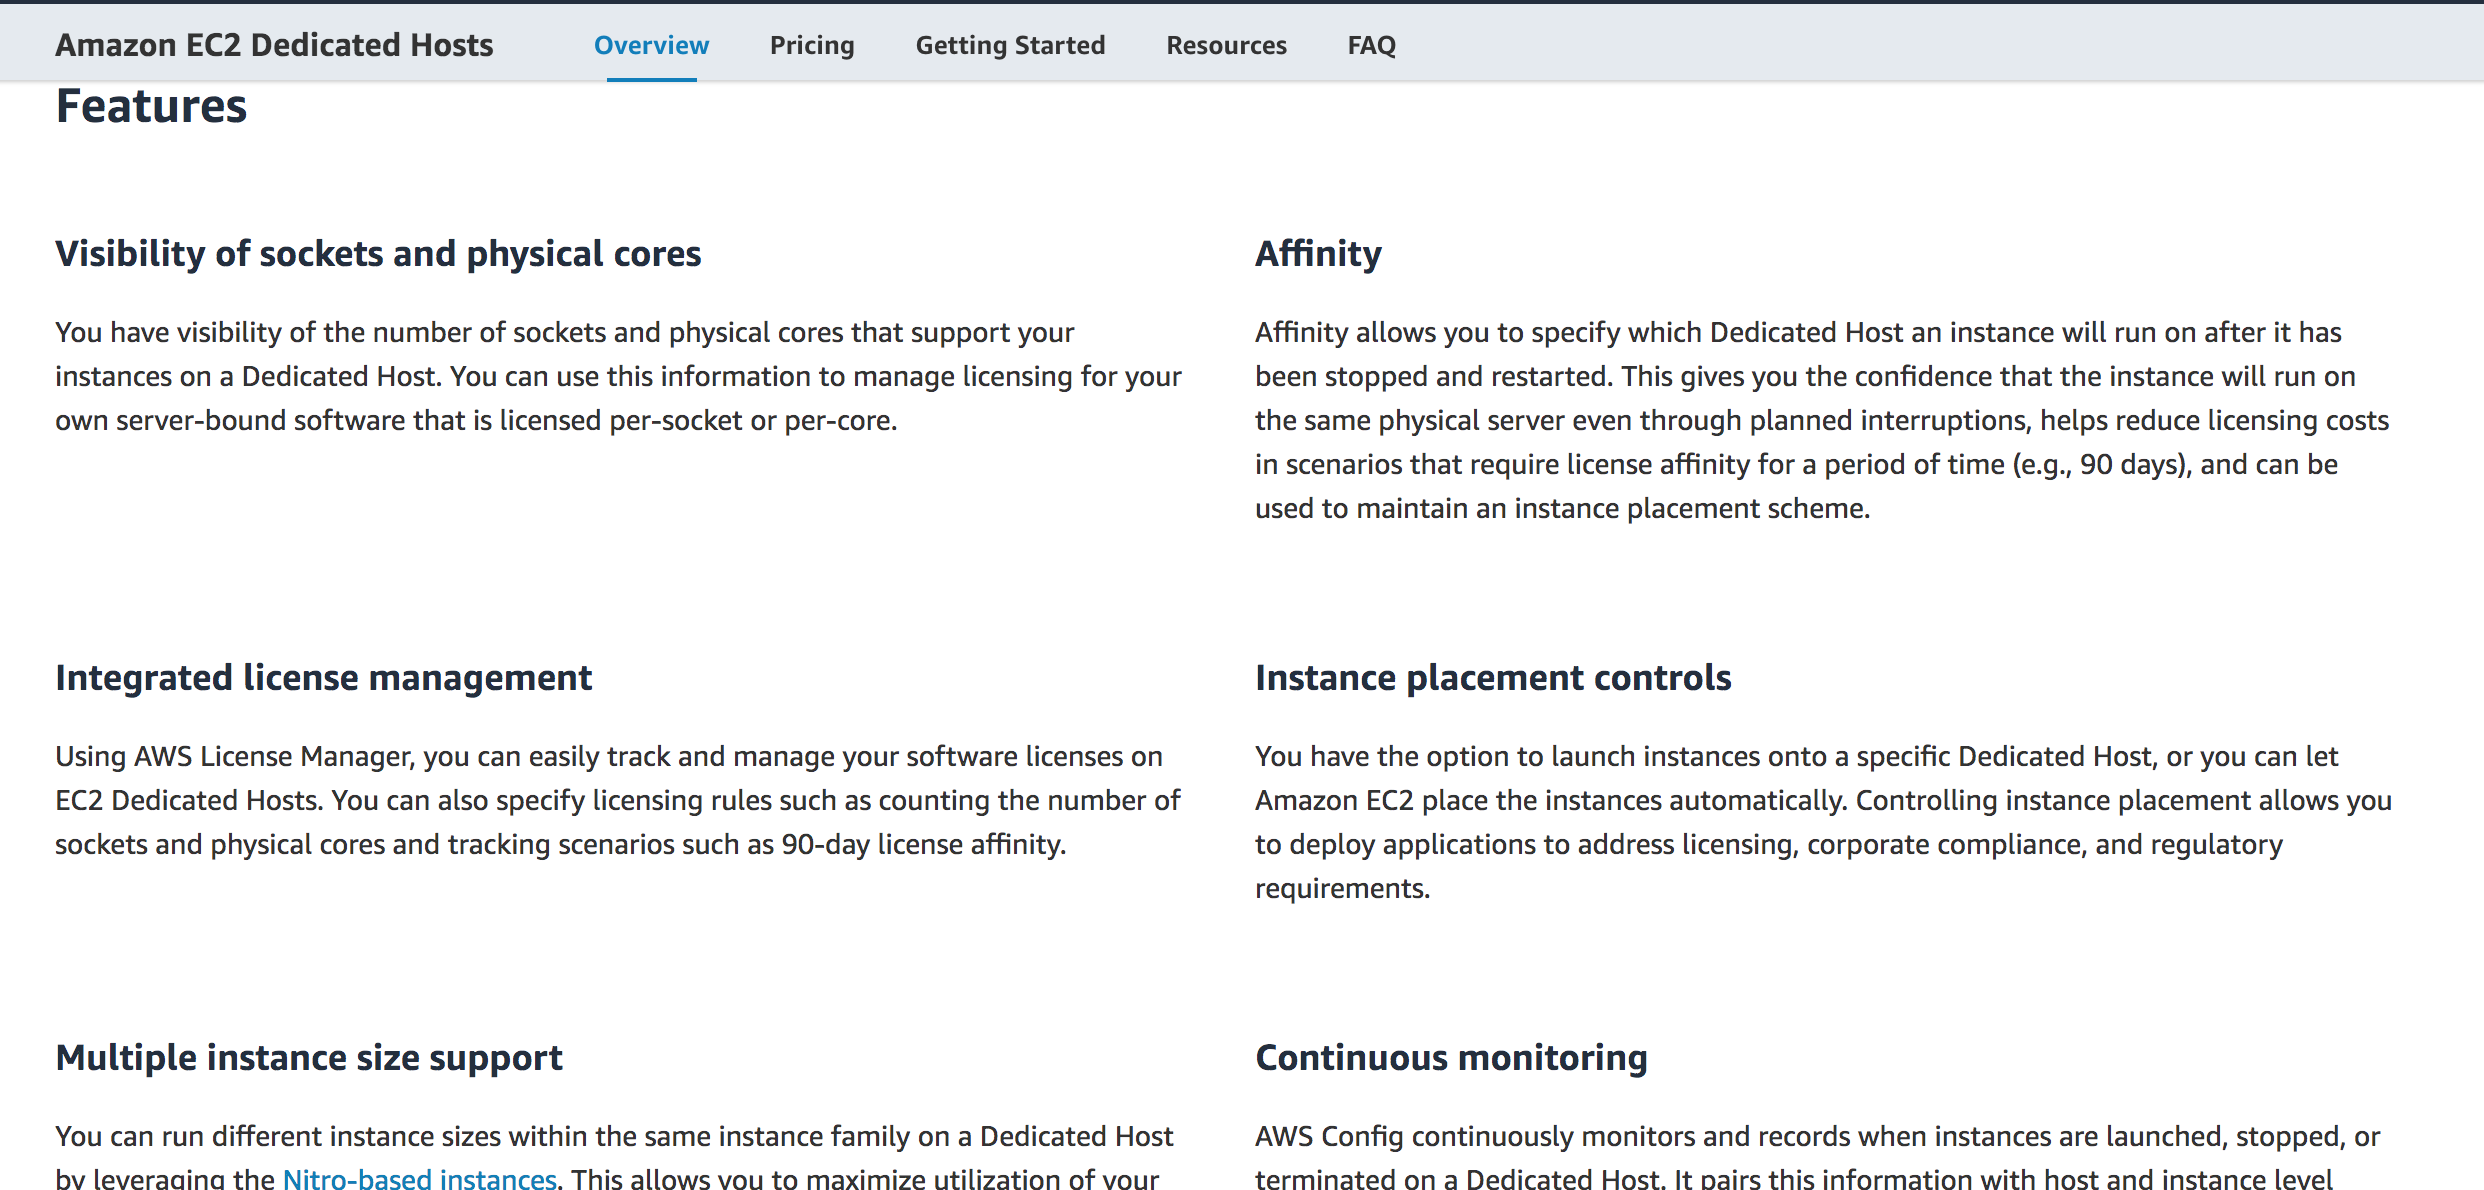 Amazon EC2 Dedicated Hosts
Overview
Pricing
Getting Started
Resources
FAQ
Features
Visibility of sockets and physical cores
You have visibility of the number of sockets and physical cores that support your
instances on a Dedicated Host. You can use this information to manage licensing for your
own server-bound software that is licensed per-socket or per-core.
Affinity
Affinity allows you to specify which Dedicated Host an instance will run on after it has
been stopped and restarted. This gives you the confidence that the instance will run on
the same physical server even through planned interruptions, helps reduce licensing costs
in scenarios that require license affinity for a period of time (e.g., 90 days), and can be
used to maintain an instance placement scheme.
Integrated license management
Using AWS License Manager, you can easily track and manage your software licenses on
EC2 Dedicated Hosts. You can also specify licensing rules such as counting the number of
sockets and physical cores and tracking scenarios such as 90-day license affinity.
Instance placement controls
You have the option to launch instances onto a specific Dedicated Host, or you can let
Amazon EC2 place the instances automatically. Controlling instance placement allows you
to deploy applications to address licensing, corporate compliance, and regulatory
requirements.
Multiple instance size support
You can run different instance sizes within the same instance family on a Dedicated Host
by leveraging the Nitro-based instances. This allows you to maximize utilization of your
Continuous monitoring
AWS Config continuously monitors and records when instances are launched, stopped, or
terminated on a Dedicated Host. It pairs this information with host and instance level